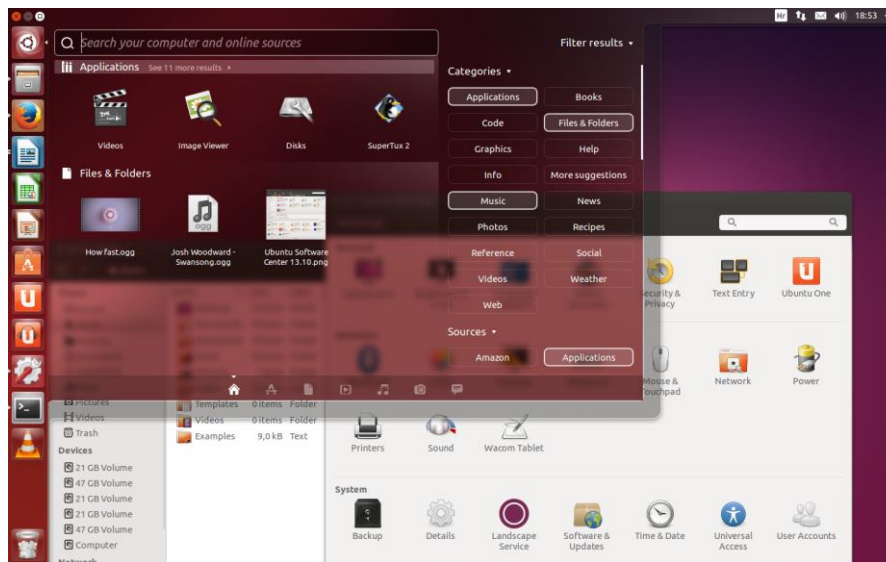 Hr
18:53
Search your computer and online sources
Filter results
Applications See 11 more results
Videos
Image Viewer
Disks
SuperTux 2
Files & Folders
How fast.ogg
ogg
Josh Woodward -
Swansong.ogg
Ubuntu Software
Center 13.10.png
Categories
Applications
Books
Code
Files & Folders
Graphics
Help
Info
More suggestions
Music
News
Photos
Recipes
Reference
Social
Videos
Weather
Web
Sources
Amazon
Applications
Security &
Privacy
Text Entry
Ubuntu One
Mouse &
Touchpad
Network
Power
Pictures
Videos
Trash
Devices
21 GB Volume
47 GB Volume
21 GB Volume
21 GB Volume
47 GB Volume
Computer
Network
Templates 0 items Folder
Videos 0 items Folder
Examples 9,0 kB Text
Printers
Sound
Wacom Tablet
System
Backup
Details
Landscape
Service
Software &
Updates
Time & Date
Universal
Access
User Accounts